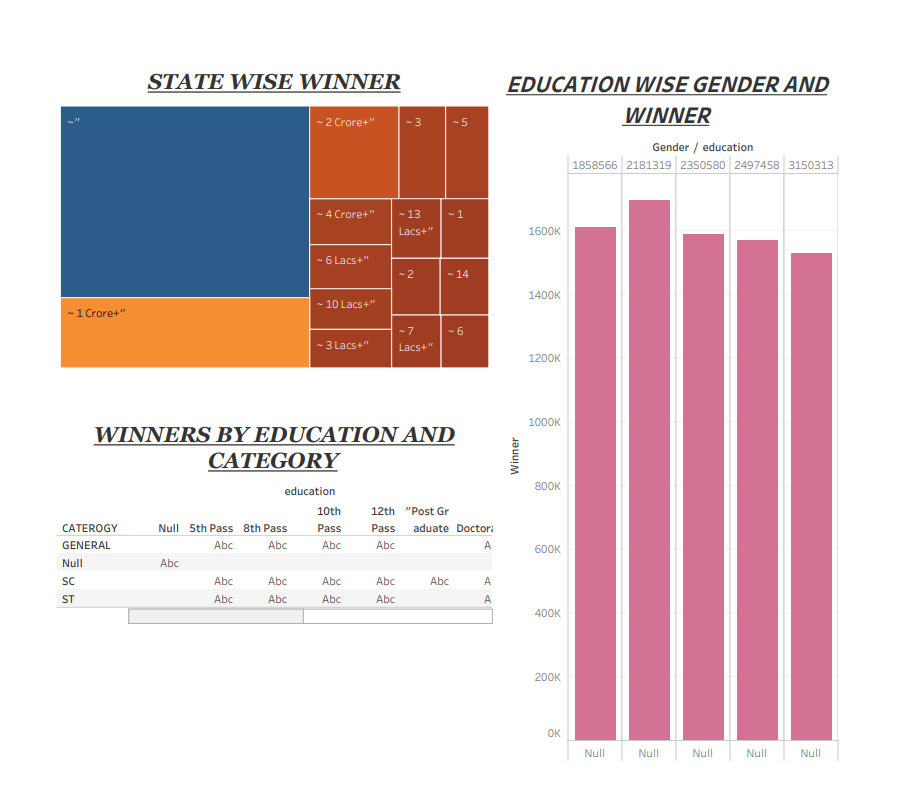 STATE WISE WINNER
~”
~ 1 Crore+”
~ 2 Crore+”
~ 3
~ 5
~ 4 Crore+”
~ 13
Lacs+”
~ 1
~ 6 Lacs+”
~ 2
~ 14
~ 10 Lacs+”
~ 3 Lacs+”
~ 7
Lacs+”
~ 6
WINNERS BY EDUCATION AND
CATEGORY
education
10th 12th ”Post Gr
CATEROGY Null 5th Pass 8th Pass Pass Pass aduate Doctora
GENERAL Abc Abc Abc Abc A
Null Abc
SC Abc Abc Abc Abc Abc A
ST Abc Abc Abc Abc A
EDUCATION WISE GENDER AND
WINNER
Gender / education
1858566 2181319 2350580 2497458 3150313
1600K
1400K
1200K
1000K
800K
600K
400K
200K
0K
Winner
Null Null Null Null Null